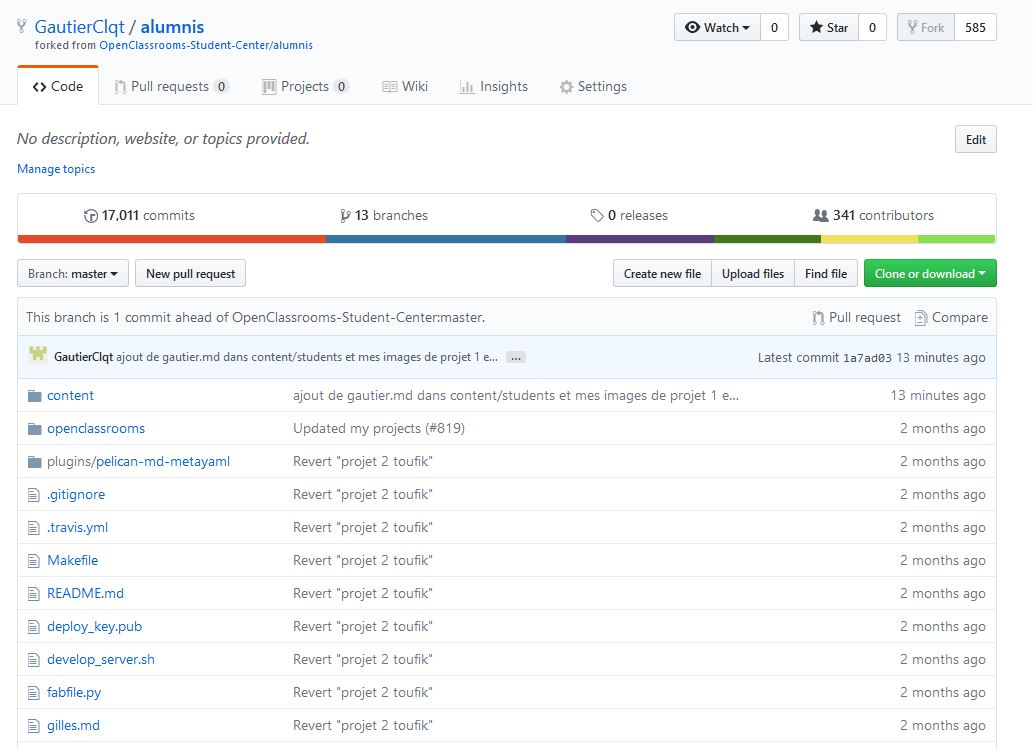 GautierClqt / alumnis
Watch 0 Star 0 Fork 585
forked from OpenClassrooms-Student-Center/alumnis
Code Pull requests 0 Projects 0 Wiki Insights Settings
No description, website, or topics provided.
Edit
Manage topics
17,011 commits 13 branches 0 releases 341 contributors
Branch: master New pull request Create new file Upload files Find file Clone or download
This branch is 1 commit ahead of OpenClassrooms-Student-Center:master. Pull request Compare
GautierClqt ajout de gautier.md dans content/students et mes images de projet 1 e... ... Latest commit 1a7ad03 13 minutes ago
content ajout de gautier.md dans content/students et mes images de projet 1 e... 13 minutes ago
openclassrooms Updated my projects (#819) 2 months ago
plugins/pelican-md-metayaml Revert "projet 2 toufik" 2 months ago
.gitignore Revert "projet 2 toufik" 2 months ago
.travis.yml Revert "projet 2 toufik" 2 months ago
Makefile Revert "projet 2 toufik" 2 months ago
README.md Revert "projet 2 toufik" 2 months ago
deploy_key.pub Revert "projet 2 toufik" 2 months ago
develop_server.sh Revert "projet 2 toufik" 2 months ago
fabfile.py Revert "projet 2 toufik" 2 months ago
gilles.md Revert "projet 2 toufik" 2 months ago